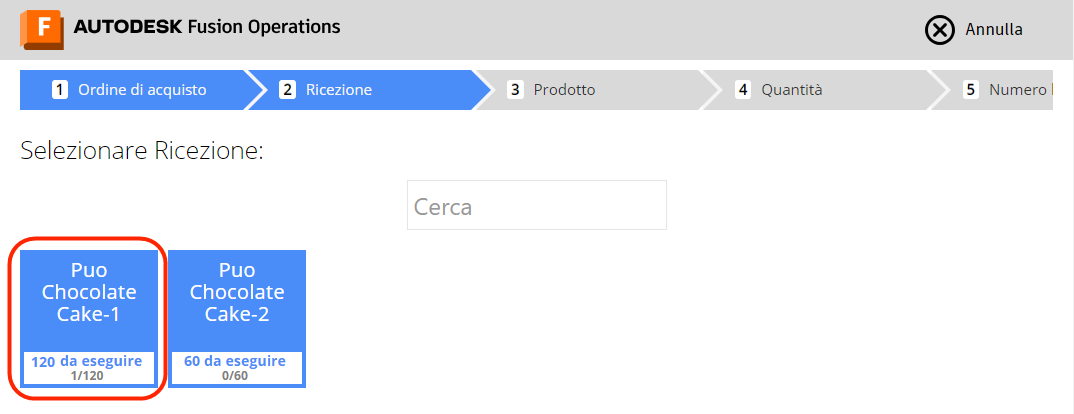 F AUTODESK Fusion Operations
Annulla
1 Ordine di acquisto
2 Ricezione
3 Prodotto
4 Quantità
5 Numero
Selezionare Ricezione:
Cerca
Puo
Chocolate
Cake-1
120 da eseguire
1/120
Puo
Chocolate
Cake-2
60 da eseguire
0/60